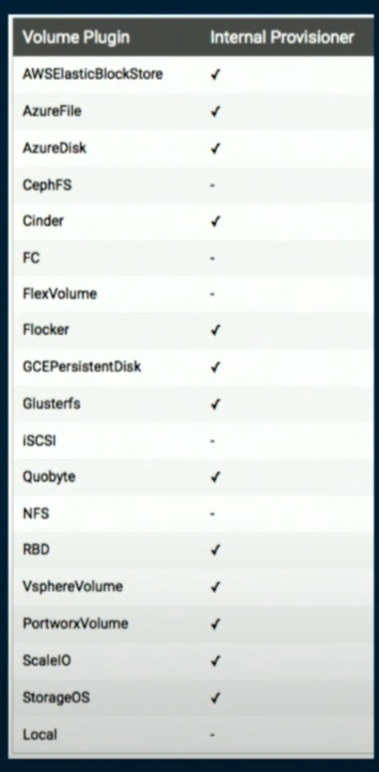 Volume Plugin Internal Provisioner
AWSElasticBlockStore ✓
AzureFile ✓
AzureDisk ✓
CephFS -
Cinder ✓
FC -
FlexVolume -
Flocker ✓
GCEPersistentDisk ✓
Glusterfs ✓
iSCSI -
Quobyte ✓
NFS -
RBD ✓
VsphereVolume ✓
PortworxVolume ✓
ScaleIO ✓
StorageOS ✓
Local -